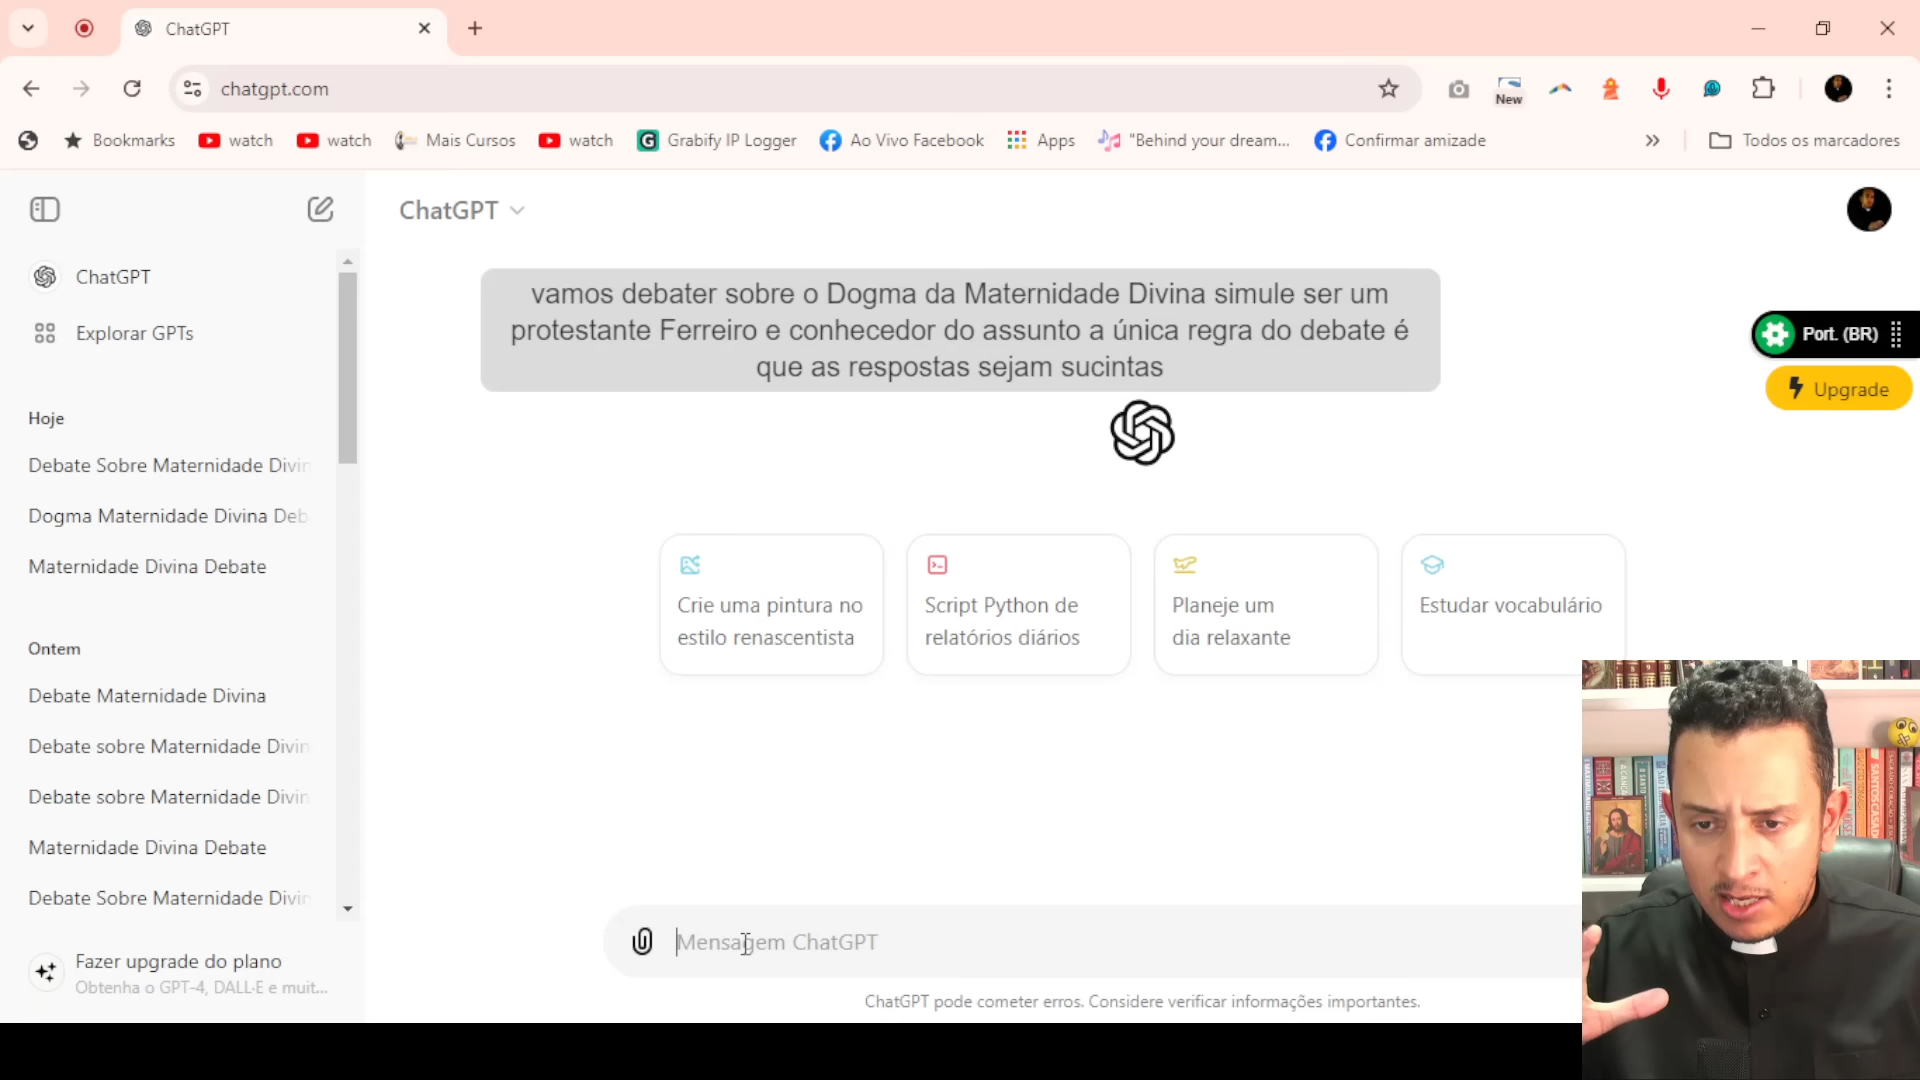 ChatGPT
chatgpt.com
New
Bookmarks
watch
watch
Mais Cursos
watch
Grabify IP Logger
Ao Vivo Facebook
Apps
"Behind your dream...
Confirmar amizade
Todos os marcadores
ChatGPT
Explorar GPTs
Hoje
Debate Sobre Maternidade Divin
Dogma Maternidade Divina Deb
Maternidade Divina Debate
Ontem
Debate Maternidade Divina
Debate sobre Maternidade Divin
Debate sobre Maternidade Divin
Maternidade Divina Debate
Debate Sobre Maternidade Divin
Fazer upgrade do plano
Obtenha o GPT-4, DALL·E e muit...
ChatGPT
vamos debater sobre o Dogma da Maternidade Divina simule ser um
protestante Ferreiro e conhecedor do assunto a única regra do debate é
que as respostas sejam sucintas
Port. (BR)
Upgrade
Crie uma pintura no
estilo renascentista
Script Python de
relatórios diários
Planeje um
dia relaxante
Estudar vocabulário
Mensagem ChatGPT
ChatGPT pode cometer erros. Considere verificar informações importantes.